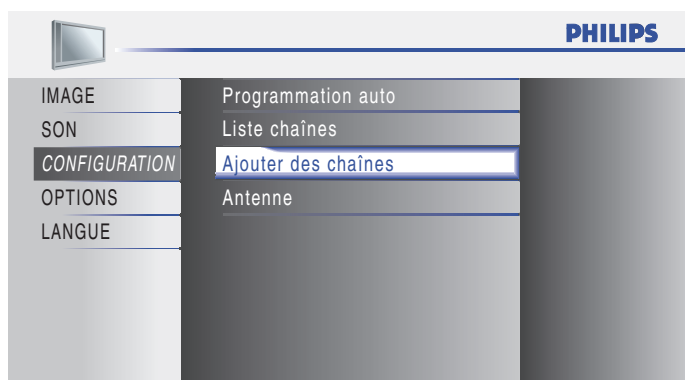 PHILIPS
IMAGE
SON
CONFIGURATION
OPTIONS
LANGUE
Programmation auto
Liste chaînes
Ajouter des chaînes
Antenne